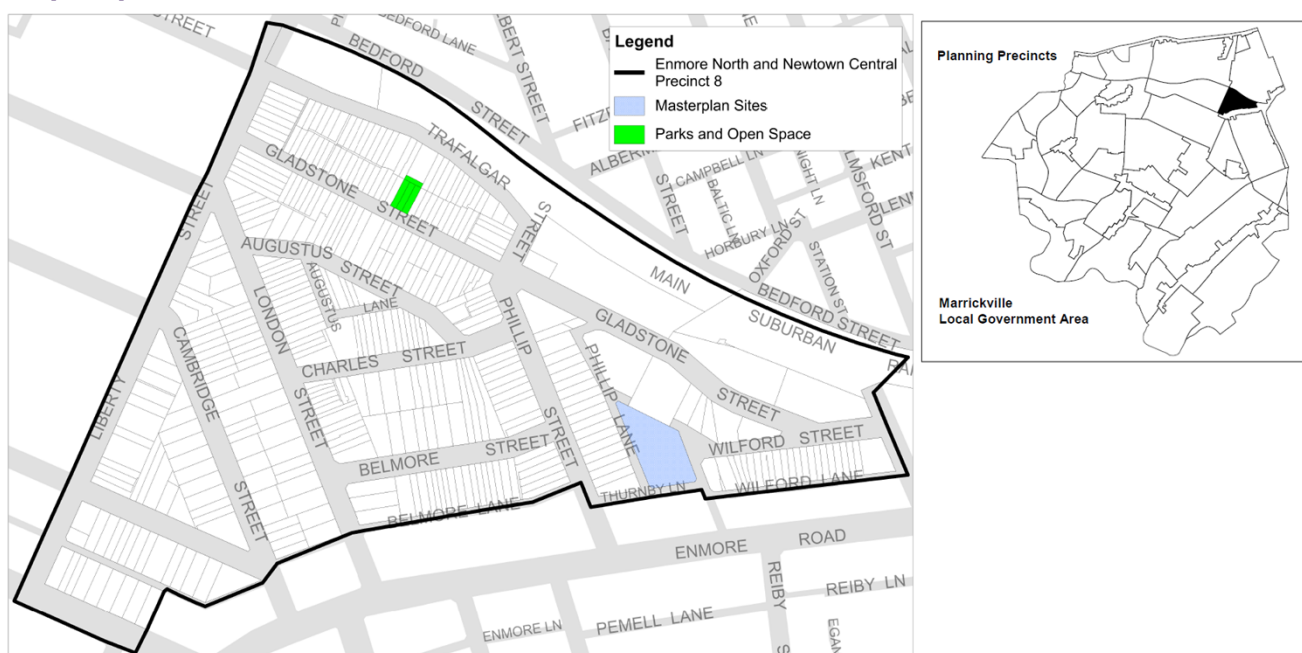 STREET
BEDFORD LANE
BEDFORD
STREET
STREET
Legend
Enmore North and Newtown Central
Precinct 8
Masterplan Sites
Parks and Open Space
TRAFALGAR
STREET
GLADSTONE
STREET
STREET
AUGUSTUS
STREET
AUGUSTUS
LANE
LONDON
STREET
CAMBRIDGE
STREET
LIBERTY
CHARLES STREET
PHILLIP
STREET
BELMORE
STREET
BELMORE LANE
PHILLIP
LANE
GLADSTONE
STREET
MAIN
SUBURBAN
WILFORD STREET
WILFORD LANE
THURNBY LN
STREET
CAMPBELL LN
BALTIC LN
HORBURY LN
OXFORD ST
STATION ST
BEDFORD STREET
KENT
ENMORE
ROAD
REIBY
REIBY LN
PEMELL LANE
ENMORE LN
Planning Precincts
Marrickville
Local Government Area